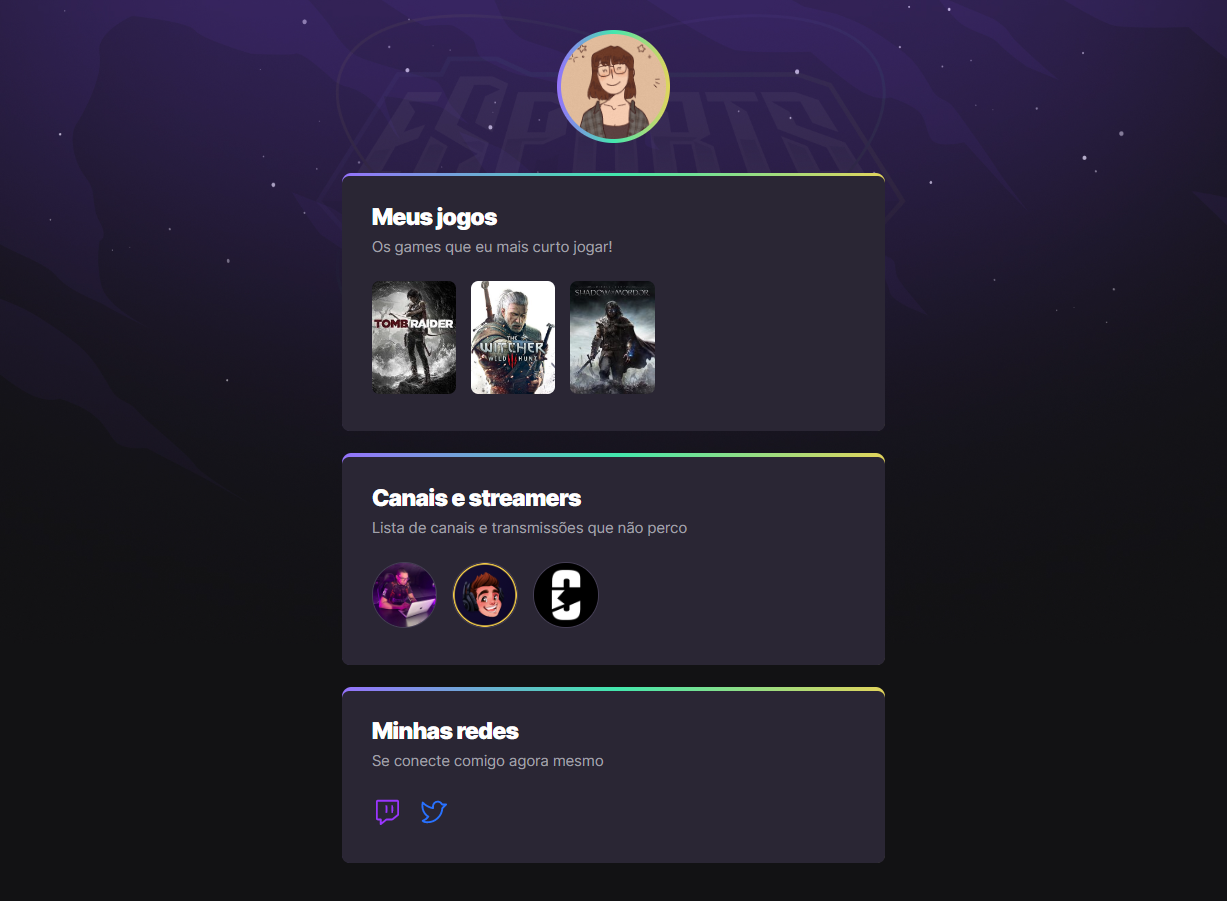 ESPORTS
Meus jogos
Os games que eu mais curto jogar!
TOMB RAIDER
THE
WITCHER
WILD HUNT
SHADOW OF MORDOR
Canais e streamers
Lista de canais e transmissões que não perco
Minhas redes
Se conecte comigo agora mesmo